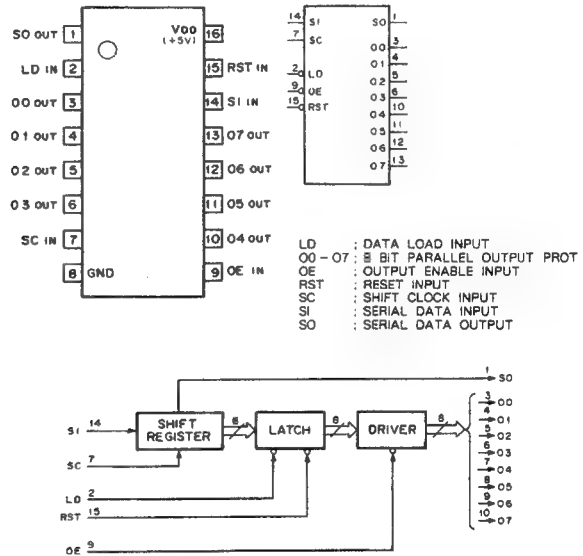 SO OUT 1
VDD 16
(+5V)
LD IN 2
15 RST IN
O0 OUT 3
14 SI IN
O1 OUT 4
13 O7 OUT
O2 OUT 5
12 O6 OUT
O3 OUT 6
11 O5 OUT
SC IN 7
10 O4 OUT
8 GND
9 OE IN
14 SI
SO 1
7 SC
O0 3
O1 4
2 LD
O2 5
9 OE
O3 6
15 RST
O4 10
O5 11
O6 12
O7 13
LD : DATA LOAD INPUT
O0-O7 : 8 BIT PARALLEL OUTPUT PROT
OE : OUTPUT ENABLE INPUT
RST : RESET INPUT
SC : SHIFT CLOCK INPUT
SI : SERIAL DATA INPUT
SO : SERIAL DATA OUTPUT
1 SO
SI 14
SHIFT REGISTER
8
LATCH
8
DRIVER
8
3 O0
4 O1
5 O2
6 O3
7 O4
8 O5
9 O6
10 O7
SC 7
LD 2
RST 15
OE 9